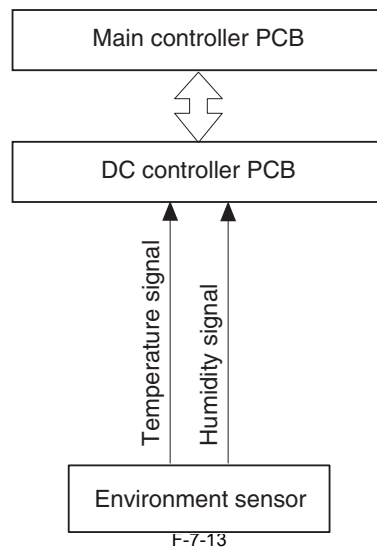 Main controller PCB
DC controller PCB
Temperature signal
Humidity signal
Environment sensor
F-7-13